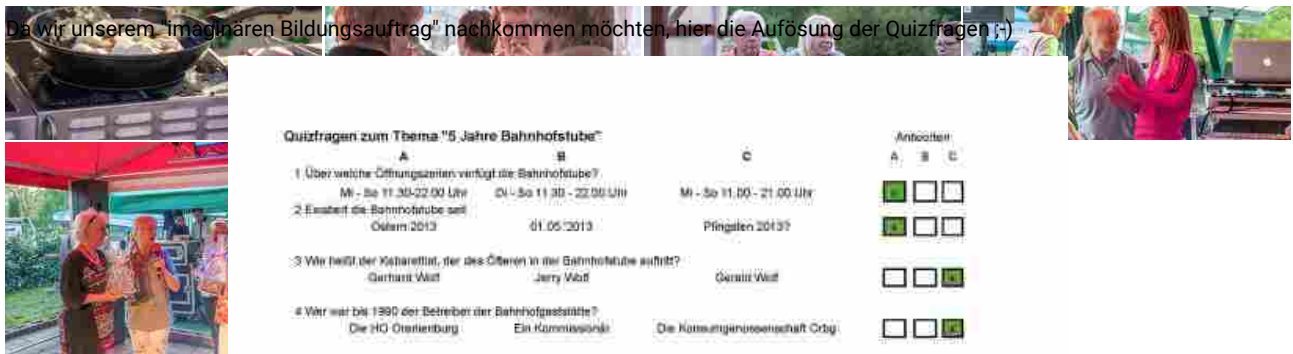 Da wir unserem "imaginären Bildungsauftrag" nachkommen möchten, hier die Aufösung der Quizfragen ;-)
Quizfragen zum Thema "5 Jahre Bahnhofstube"
Antworten
A B C A B C
1 Über welche Öffnungszeiten verfügt die Bahnhofstube?
Mi - So 11.30-22.00 Uhr Di - So 11.30 - 22.00 Uhr Mi - So 11.00 - 21.00 Uhr
2 Existiert die Bahnhofstube seit
Ostern 2013 01.05.2013 Pfingsten 2013?
3 Wie heißt der Kabarettist, der des Öfteren in der Bahnhofstube auftritt?
Gerhard Wolf Jerry Wolf Gerald Wolf
4 Wer war bis 1990 der Betreiber der Bahnhofgaststätte?
Die HO Oranienburg Ein Kommissionär Die Konsumgenossenschaft Orbg